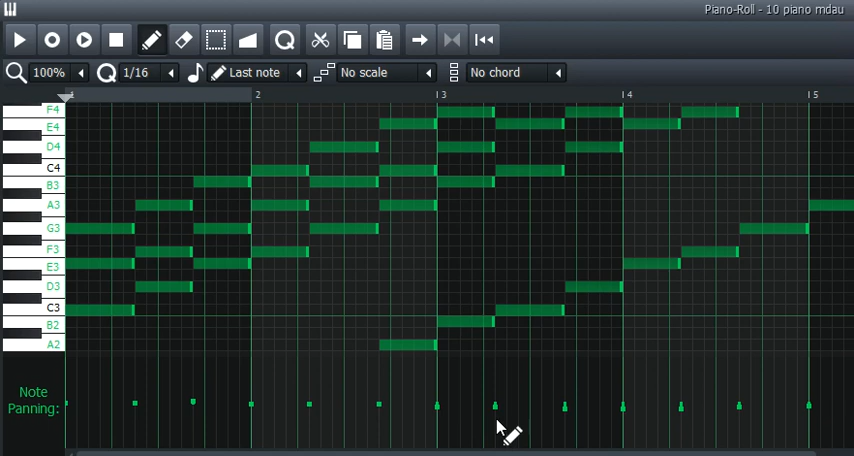 Piano-Roll - 10 piano mdau
100% 1/16 Last note No scale No chord
1 2 3 4 5
F4
E4
D4
C4
B3
A3
G3
F3
E3
D3
C3
B2
A2
Note
Panning: